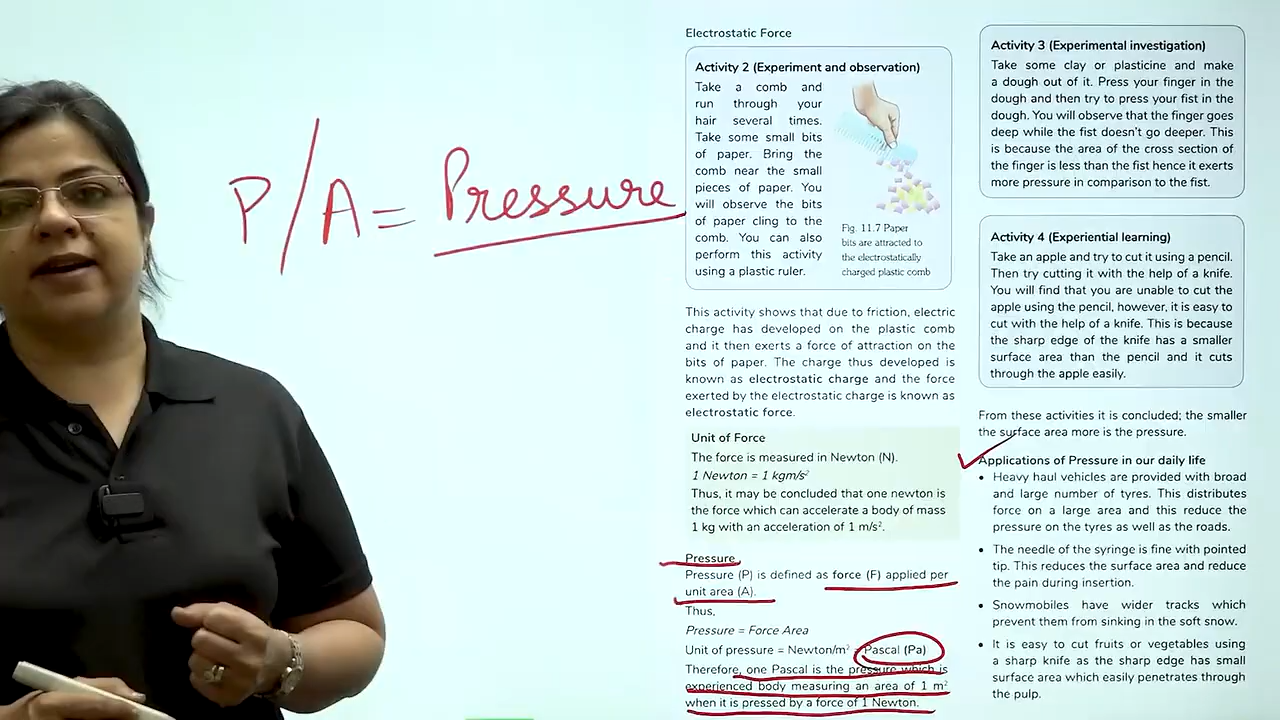 P/A = Pressure
Electrostatic Force
Activity 2 (Experiment and observation)
Take a comb and
run through your
hair several times.
Take some small bits
of paper. Bring the
comb near the small
pieces of paper. You
will observe the bits
of paper cling to the
comb. You can also
perform this activity
using a plastic ruler.
Fig. 11.7 Paper
bits are attracted to
the electrostatically
charged plastic comb
This activity shows that due to friction, electric
charge has developed on the plastic comb
and it then exerts a force of attraction on the
bits of paper. The charge thus developed is
known as electrostatic charge and the force
exerted by the electrostatic charge is known as
electrostatic force.
Unit of Force
The force is measured in Newton (N).
1 Newton = 1 kgm/s²
Thus, it may be concluded that one newton is
the force which can accelerate a body of mass
1 kg with an acceleration of 1 m/s².
Pressure
Pressure (P) is defined as force (F) applied per
unit area (A).
Thus,
Pressure = Force Area
Unit of pressure = Newton/m² = Pascal (Pa)
Therefore, one Pascal is the pressure which is
experienced body measuring an area of 1 m²
when it is pressed by a force of 1 Newton.
Activity 3 (Experimental investigation)
Take some clay or plasticine and make
a dough out of it. Press your finger in the
dough and then try to press your fist in the
dough. You will observe that the finger goes
deep while the fist doesn't go deeper. This
is because the area of the cross section of
the finger is less than the fist hence it exerts
more pressure in comparison to the fist.
Activity 4 (Experiential learning)
Take an apple and try to cut it using a pencil.
Then try cutting it with the help of a knife.
You will find that you are unable to cut the
apple using the pencil, however, it is easy to
cut with the help of a knife. This is because
the sharp edge of the knife has a smaller
surface area than the pencil and it cuts
through the apple easily.
From these activities it is concluded; the smaller
the surface area more is the pressure.
Applications of Pressure in our daily life
• Heavy haul vehicles are provided with broad
and large number of tyres. This distributes
force on a large area and this reduce the
pressure on the tyres as well as the roads.
• The needle of the syringe is fine with pointed
tip. This reduces the surface area and reduce
the pain during insertion.
• Snowmobiles have wider tracks which
prevent them from sinking in the soft snow.
• It is easy to cut fruits or vegetables using
a sharp knife as the sharp edge has small
surface area which easily penetrates through
the pulp.